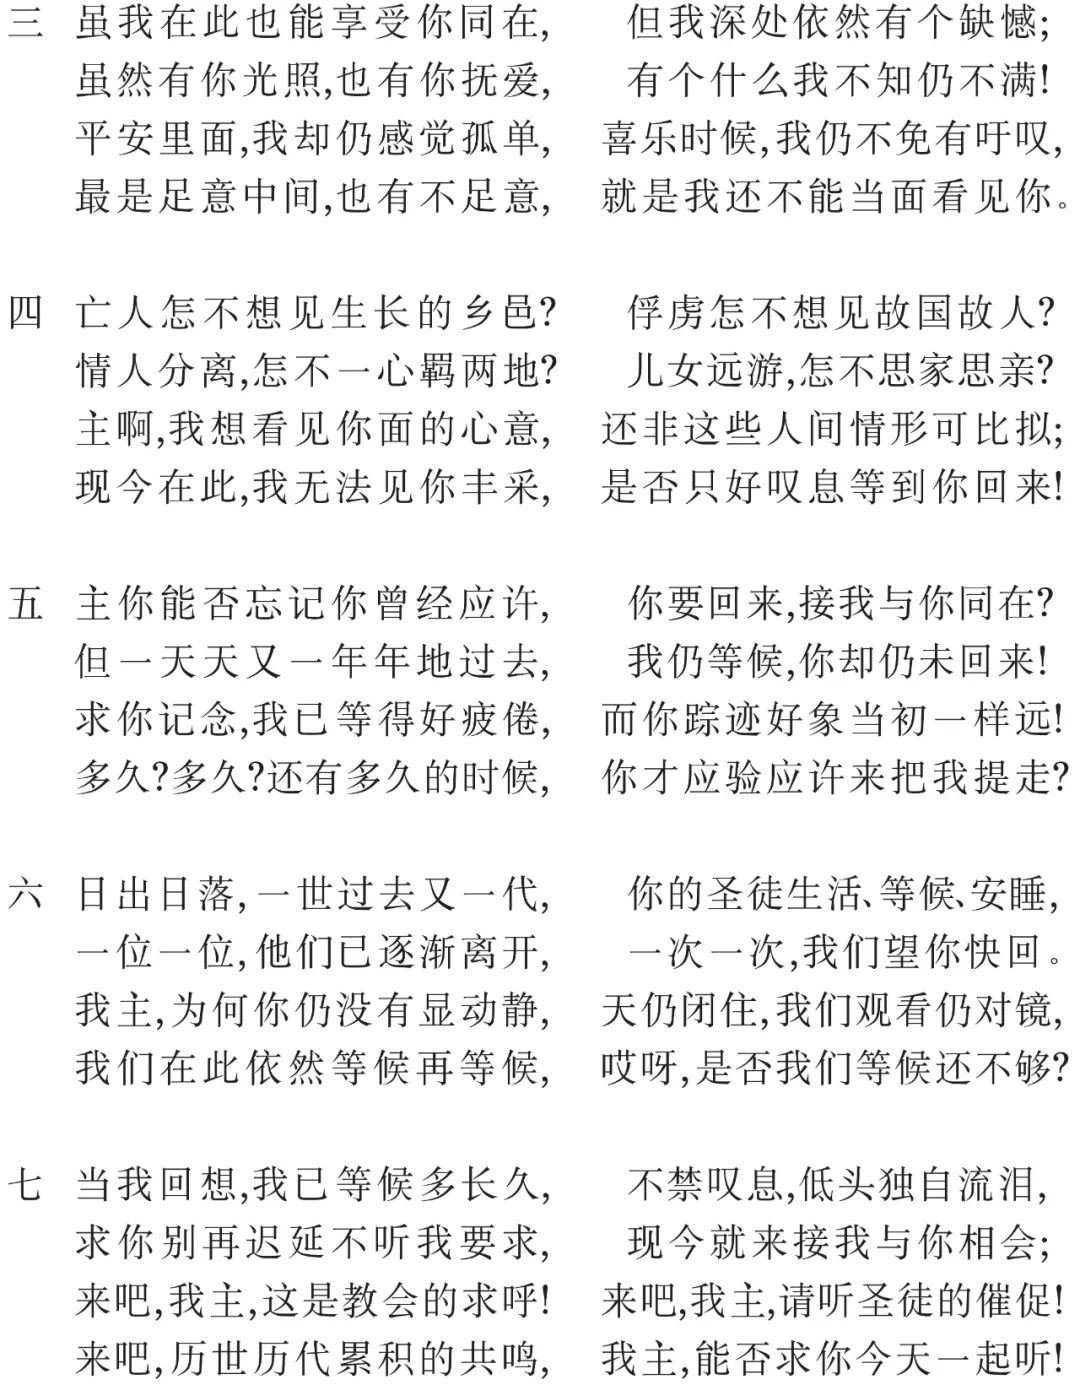 三 虽我在此也能享受你同在, 但我深处依然有个缺憾;
虽然有你光照,也有你抚爱, 有个什么我不知仍不满!
平安里面,我却仍感觉孤单, 喜乐时候,我仍不免有吁叹,
最是足意中间,也有不足意, 就是我还不能当面看见你。
四 亡人怎不想见生长的乡邑? 俘虏怎不想见故国故人?
情人分离,怎不一心羁两地? 儿女远游,怎不思家思亲?
主啊,我想看见你面的心意, 还非这些人间情形可比拟;
现今在此,我无法见你丰采, 是否只好叹息等到你回来!
五 主你能否忘记你曾经应许, 你要回来,接我与你同在?
但一天天又一年年地过去, 我仍等候,你却仍未回来!
求你记念,我已等得好疲倦, 而你踪迹好象当初一样远!
多久?多久?还有多久的时候, 你才应验应许来把我提走?
六 日出日落,一世过去又一代, 你的圣徒生活、等候、安睡,
一位一位,他们已逐渐离开, 一次一次,我们望你快回。
我主,为何你仍没有显动静, 天仍闭住,我们观看仍对镜,
我们在此依然等候再等候, 哎呀,是否我们等候还不够?
七 当我回想,我已等候多长久, 不禁叹息,低头独自流泪,
求你别再迟延不听我要求, 现今就来接我与你相会;
来吧,我主,这是教会的求呼! 来吧,我主,请听圣徒的催促!
来吧,历世历代累积的共鸣, 我主,能否求你今天一起听!